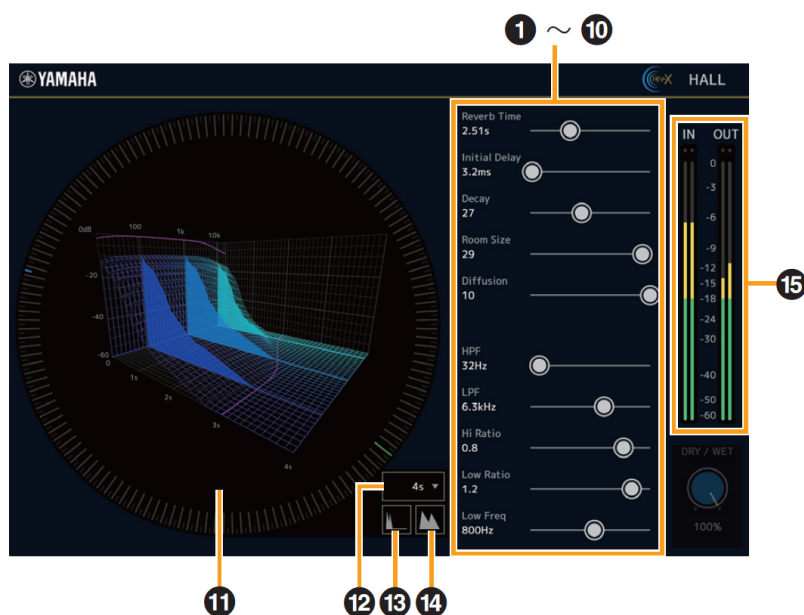 1 ～ 10
YAMAHA
REV-X HALL
Reverb Time
2.51s
Initial Delay
3.2ms
Decay
27
Room Size
29
Diffusion
10
HPF
32Hz
LPF
6.3kHz
Hi Ratio
0.8
Low Ratio
1.2
Low Freq
800Hz
IN OUT
0
-3
-6
-9
-12
-15
-18
-24
-30
-40
-50
-60
15
DRY / WET
100%
0dB 100 1k 10k
-20
-40
-60
0
1s
2s
3s
4s
4s
11
12
13
14